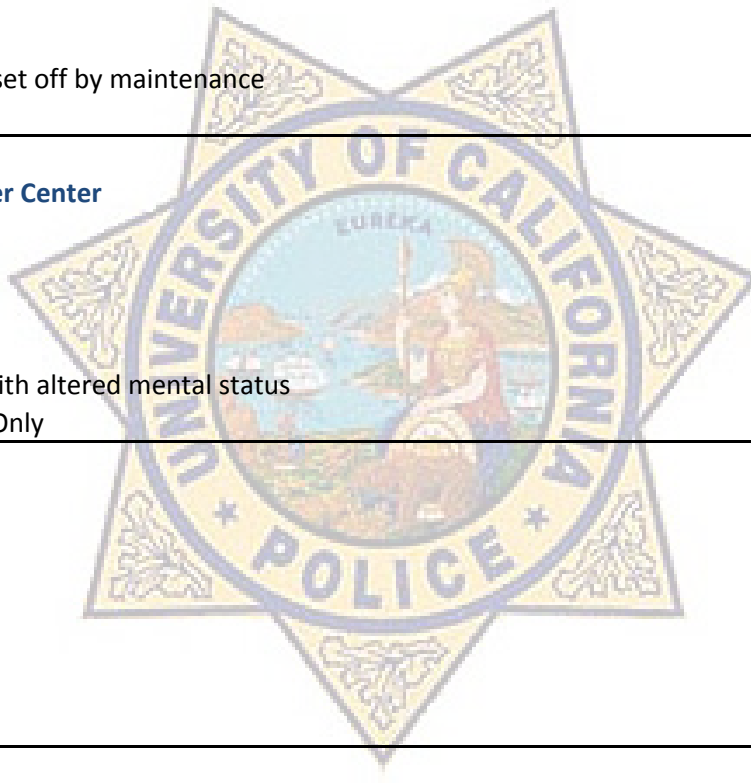 set off by maintenance
er Center
ith altered mental status
Only
UNIVERSITY OF CALIFORNIA
EUREKA
* POLICE *